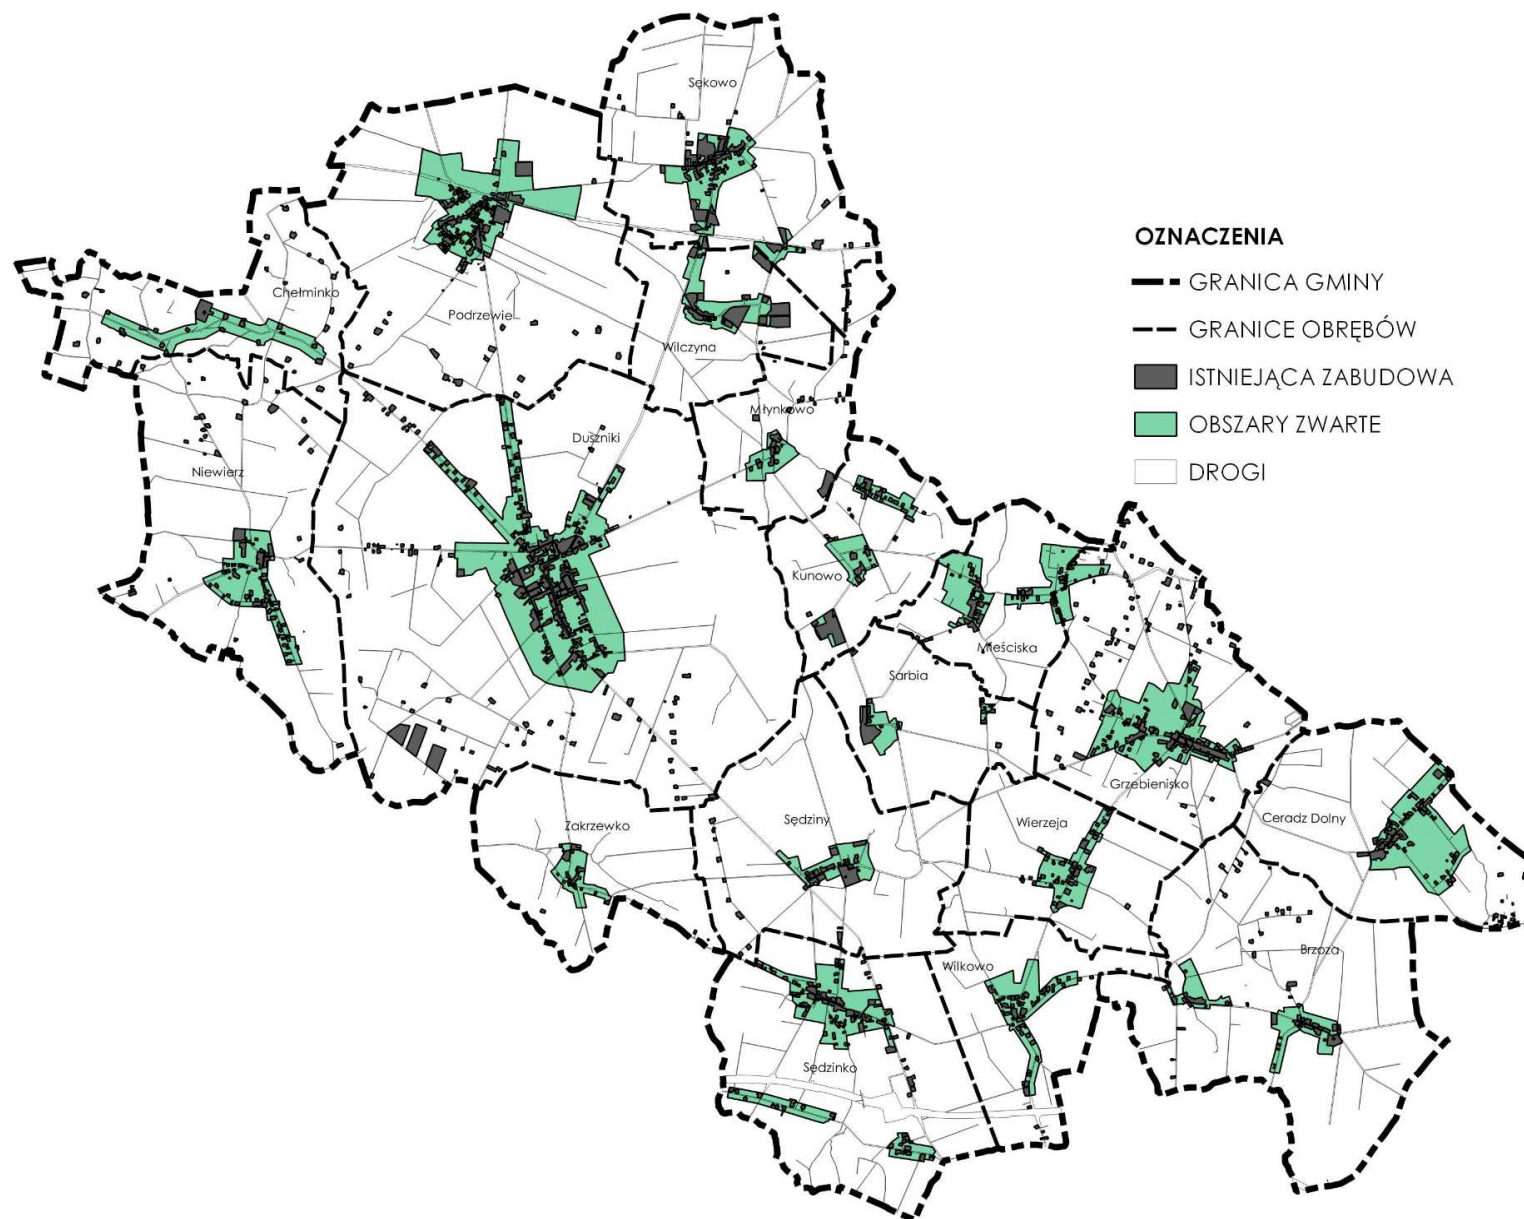 Sękowo
OZNACZENIA
GRANICA GMINY
Chełminko
Podrzewie
GRANICE OBRĘBÓW
Wilczyna
ISTNIEJĄCA ZABUDOWA
Młynkowo
OBSZARY ZWARTE
Duszniki
Niewierz
DROGI
Kunowo
Mieściska
Sarbia
Grzebienisko
Zakrzewko
Sędziny
Wierzeja
Ceradz Dolny
Brzoza
Wilkowo
Sędzinko